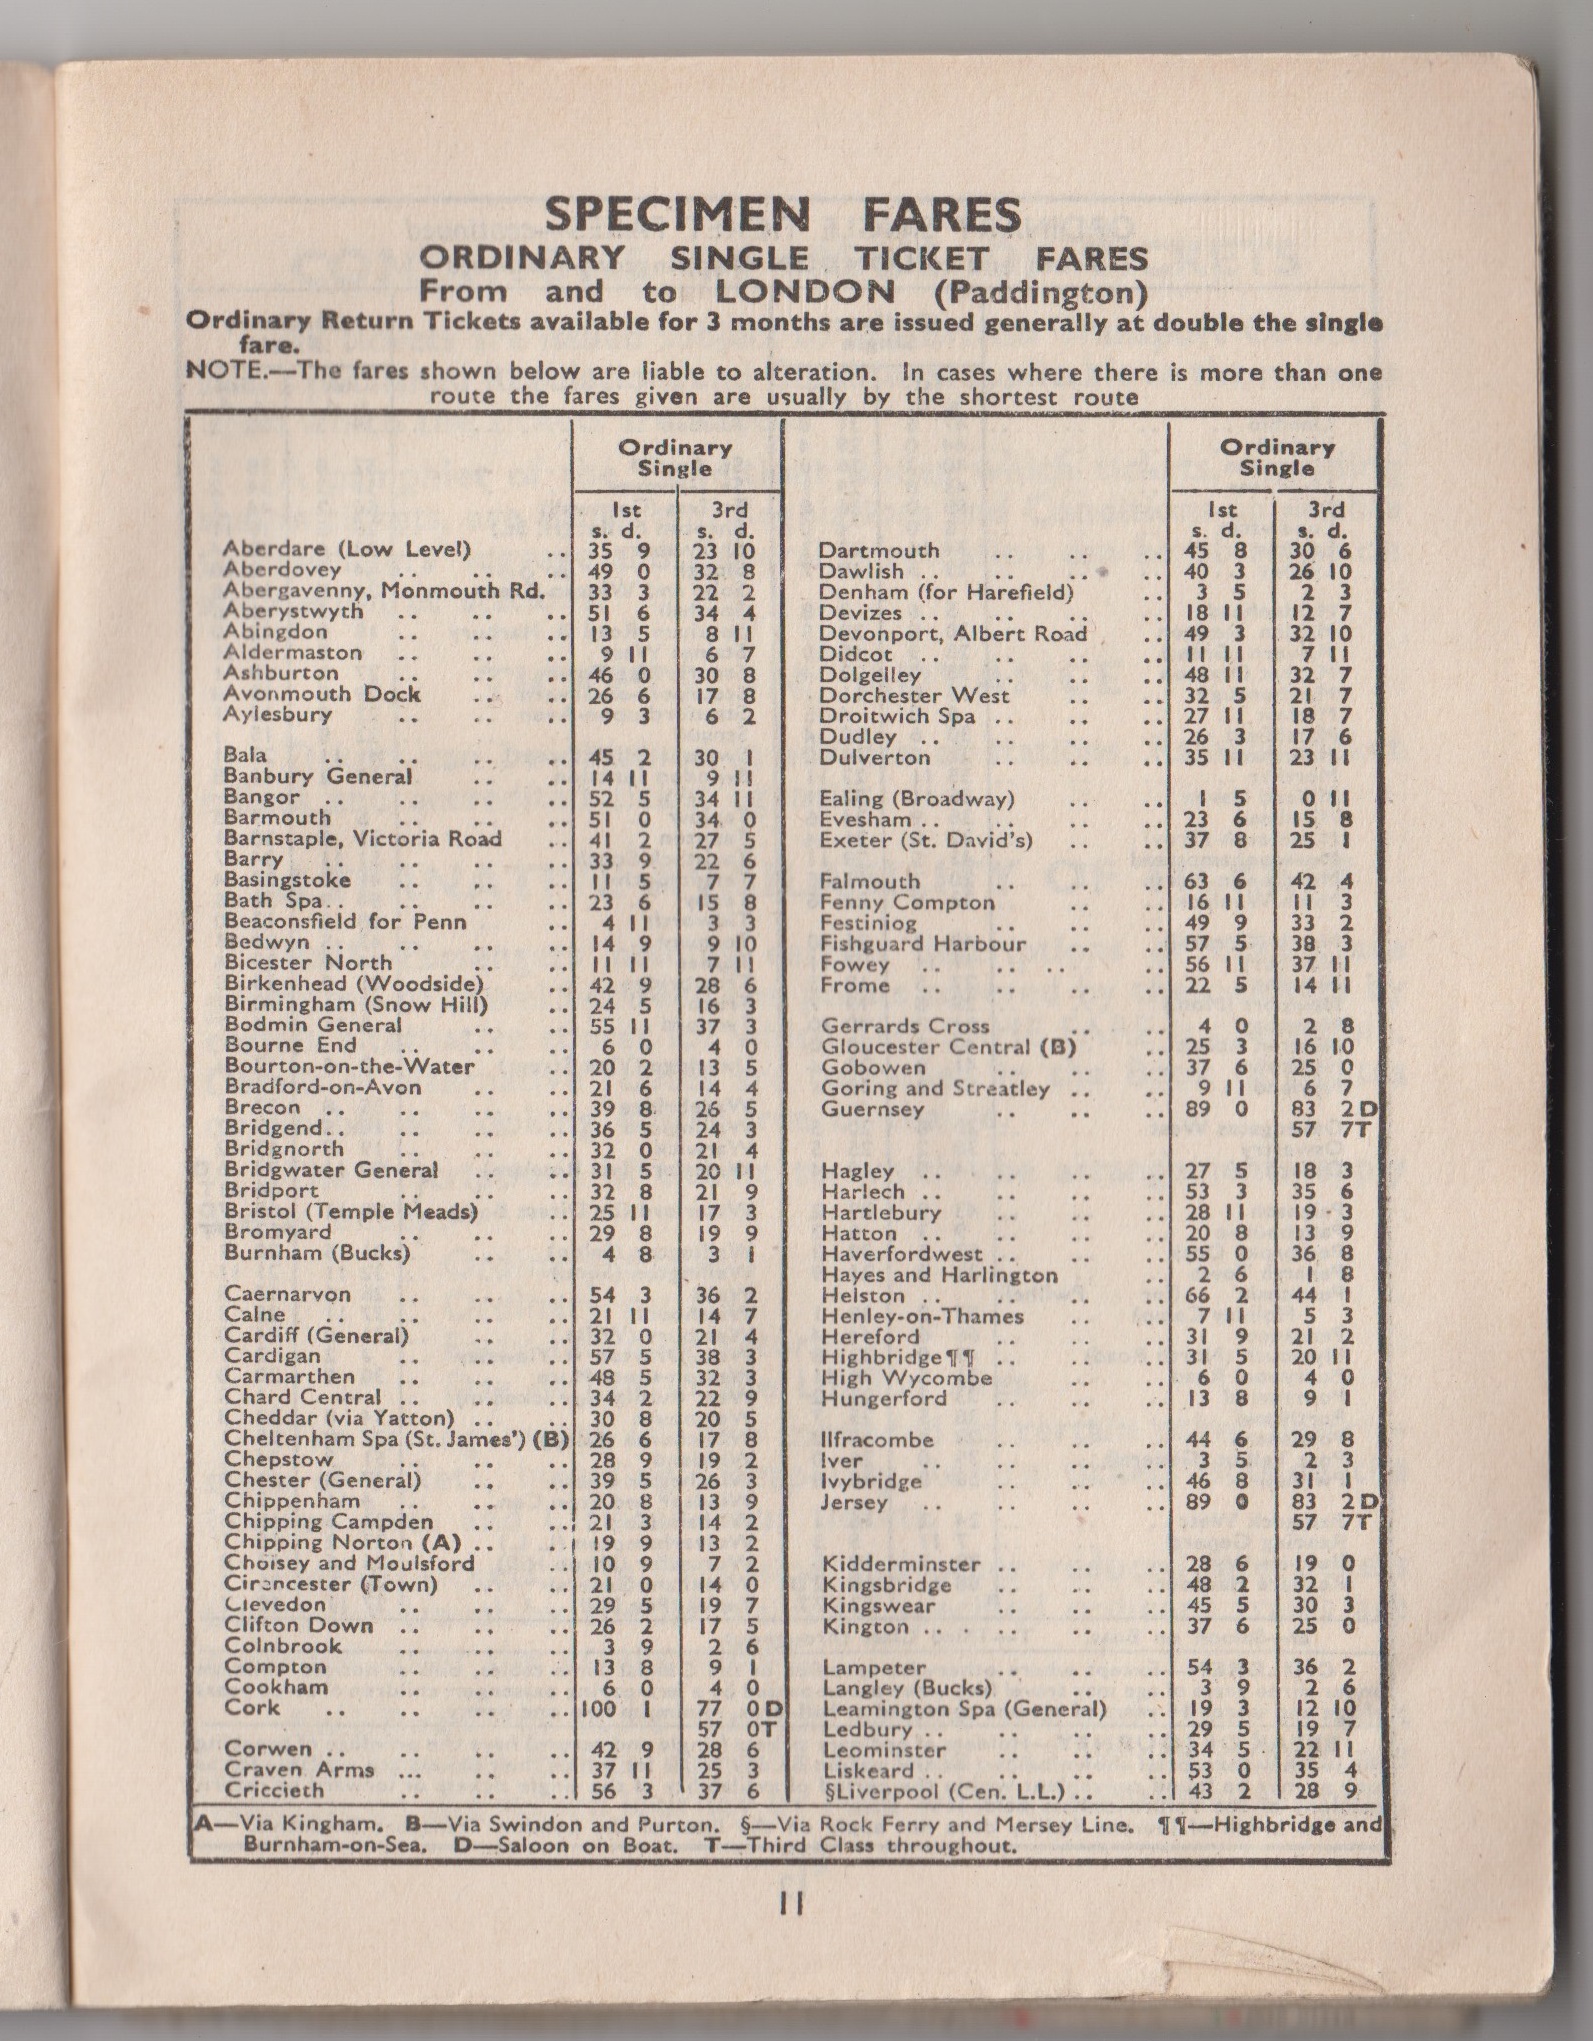 SPECIMEN FARES
ORDINARY SINGLE TICKET FARES
From and to LONDON (Paddington)
Ordinary Return Tickets available for 3 months are issued generally at double the single
fare.
NOTE.—The fares shown below are liable to alteration. In cases where there is more than one
route the fares given are usually by the shortest route
Ordinary
Single
1st 3rd
s. d. s. d.
Aberdare (Low Level) .. 35 9 23 10
Aberdovey .. .. .. 49 0 32 8
Abergavenny, Monmouth Rd. 33 3 22 2
Aberystwyth .. .. .. 51 6 34 4
Abingdon .. .. .. 13 5 8 11
Aldermaston .. .. .. 9 11 6 7
Ashburton .. .. .. 46 0 30 8
Avonmouth Dock .. .. 26 6 17 8
Aylesbury .. .. .. 9 3 6 2
Bala .. .. .. .. 45 2 30 1
Banbury General .. .. 14 11 9 11
Bangor .. .. .. .. 52 5 34 11
Barmouth .. .. .. 51 0 34 0
Barnstaple, Victoria Road .. 41 2 27 5
Barry .. .. .. .. 33 9 22 6
Basingstoke .. .. .. 11 5 7 7
Bath Spa.. .. .. .. 23 6 15 8
Beaconsfield for Penn .. 4 11 3 3
Bedwyn .. .. .. .. 14 9 9 10
Bicester North .. .. 11 11 7 11
Birkenhead (Woodside) .. 42 9 28 6
Birmingham (Snow Hill) .. 24 5 16 3
Bodmin General .. .. 55 11 37 3
Bourne End .. .. .. 6 0 4 0
Bourton-on-the-Water .. 20 2 13 5
Bradford-on-Avon .. .. 21 6 14 4
Brecon .. .. .. .. 39 8 26 5
Bridgend.. .. .. .. 36 5 24 3
Bridgnorth .. .. .. 32 0 21 4
Bridgwater General .. .. 31 5 20 11
Bridport .. .. .. 32 8 21 9
Bristol (Temple Meads) .. 25 11 17 3
Bromyard .. .. .. 29 8 19 9
Burnham (Bucks) .. .. 4 8 3 1
Caernarvon .. .. .. 54 3 36 2
Calne .. .. .. .. 21 11 14 7
Cardiff (General) .. .. 32 0 21 4
Cardigan .. .. .. 57 5 38 3
Carmarthen .. .. .. 48 5 32 3
Chard Central .. .. .. 34 2 22 9
Cheddar (via Yatton) .. .. 30 8 20 5
Cheltenham Spa (St. James') (B) 26 6 17 8
Chepstow .. .. .. 28 9 19 2
Chester (General) .. .. 39 5 26 3
Chippenham .. .. .. 20 8 13 9
Chipping Campden .. .. 21 3 14 2
Chipping Norton (A) .. .. 19 9 13 2
Cholsey and Moulsford .. 10 9 7 2
Cirencester (Town) .. .. 21 0 14 0
Clevedon .. .. .. 29 5 19 7
Clifton Down .. .. .. 26 2 17 5
Colnbrook .. .. .. 3 9 2 6
Compton .. .. .. 13 8 9 1
Cookham .. .. .. 6 0 4 0
Cork .. .. .. .. 100 1 77 0D
57 0T
Corwen .. .. .. .. 42 9 28 6
Craven Arms ... .. .. 37 11 25 3
Criccieth .. .. .. 56 3 37 6
Ordinary
Single
1st 3rd
s. d. s. d.
Dartmouth .. .. .. 45 8 30 6
Dawlish .. .. .. .. 40 3 26 10
Denham (for Harefield) .. 3 5 2 3
Devizes .. .. .. .. 18 11 12 7
Devonport, Albert Road .. 49 3 32 10
Didcot .. .. .. .. 11 11 7 11
Dolgelley .. .. .. 48 11 32 7
Dorchester West .. .. 32 5 21 7
Droitwich Spa .. .. .. 27 11 18 7
Dudley .. .. .. .. 26 3 17 6
Dulverton .. .. .. 35 11 23 11
Ealing (Broadway) .. .. 1 5 0 11
Evesham .. .. .. .. 23 6 15 8
Exeter (St. David's) .. .. 37 8 25 1
Falmouth .. .. .. 63 6 42 4
Fenny Compton .. .. 16 11 11 3
Festiniog .. .. .. 49 9 33 2
Fishguard Harbour .. .. 57 5 38 3
Fowey .. .. .. .. 56 11 37 11
Frome .. .. .. .. 22 5 14 11
Gerrards Cross .. .. 4 0 2 8
Gloucester Central (B) .. 25 3 16 10
Gobowen .. .. .. 37 6 25 0
Goring and Streatley .. .. 9 11 6 7
Guernsey .. .. .. 89 0 83 2D
57 7T
Hagley .. .. .. .. 27 5 18 3
Harlech .. .. .. .. 53 3 35 6
Hartlebury .. .. .. 28 11 19 3
Hatton .. .. .. .. 20 8 13 9
Haverfordwest .. .. .. 55 0 36 8
Hayes and Harlington .. 2 6 1 8
Helston .. .. .. .. 66 2 44 1
Henley-on-Thames .. .. 7 11 5 3
Hereford .. .. .. 31 9 21 2
Highbridge¶¶ .. .. .. 31 5 20 11
High Wycombe .. .. 6 0 4 0
Hungerford .. .. .. 13 8 9 1
Ilfracombe .. .. .. 44 6 29 8
Iver .. .. .. .. 3 5 2 3
Ivybridge .. .. .. 46 8 31 1
Jersey .. .. .. .. 89 0 83 2D
57 7T
Kidderminster .. .. .. 28 6 19 0
Kingsbridge .. .. .. 48 2 32 1
Kingswear .. .. .. 45 5 30 3
Kington .. .. .. .. 37 6 25 0
Lampeter .. .. .. 54 3 36 2
Langley (Bucks) .. .. 3 9 2 6
Leamington Spa (General) .. 19 3 12 10
Ledbury .. .. .. .. 29 5 19 7
Leominster .. .. .. 34 5 22 11
Liskeard .. .. .. .. 53 0 35 4
§Liverpool (Cen. L.L.) .. .. 43 2 28 9
A—Via Kingham. B—Via Swindon and Purton. §—Via Rock Ferry and Mersey Line. ¶¶—Highbridge and
Burnham-on-Sea. D—Saloon on Boat. T—Third Class throughout.
11